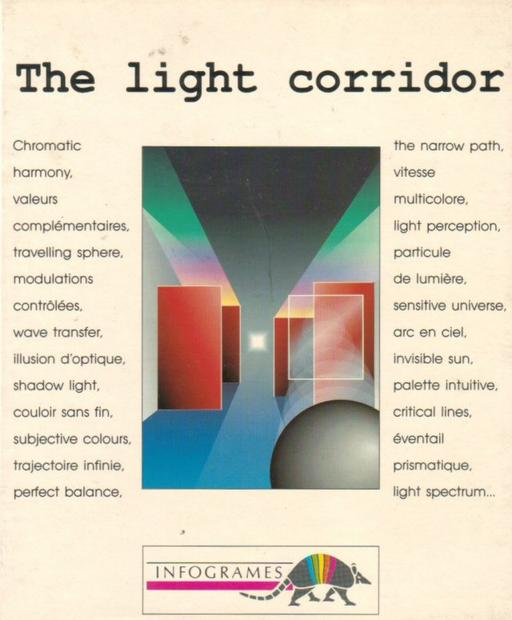 The light corridor
Chromatic
harmony,
valeurs
complémentaires,
travelling sphere,
modulations
contrôlées,
wave transfer,
illusion d'optique,
shadow light,
couloir sans fin,
subjective colours,
trajectoire infinie,
perfect balance,
the narrow path,
vitesse
multicolore,
light perception,
particule
de lumière,
sensitive universe,
arc en ciel,
invisible sun,
palette intuitive,
critical lines,
éventail
prismatique,
light spectrum...
INFOGRAMES